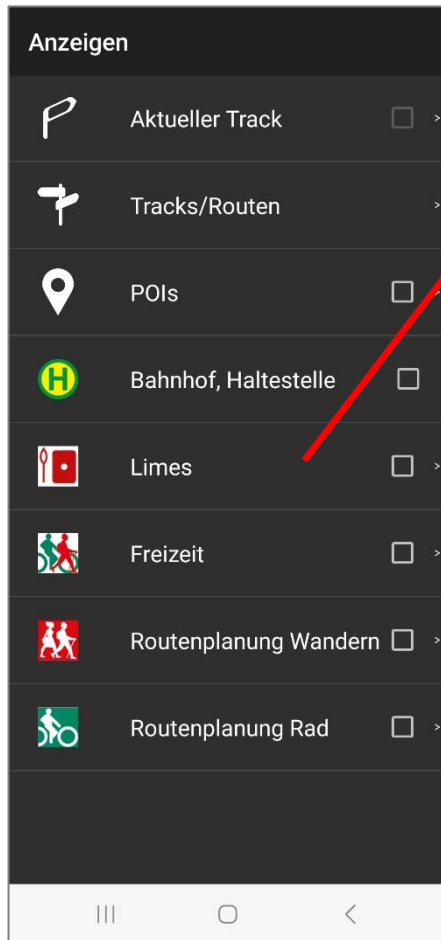 Anzeigen
Aktueller Track
Tracks/Routen
POIs
H Bahnhof, Haltestelle
Limes
Freizeit
Routenplanung Wandern
Routenplanung Rad